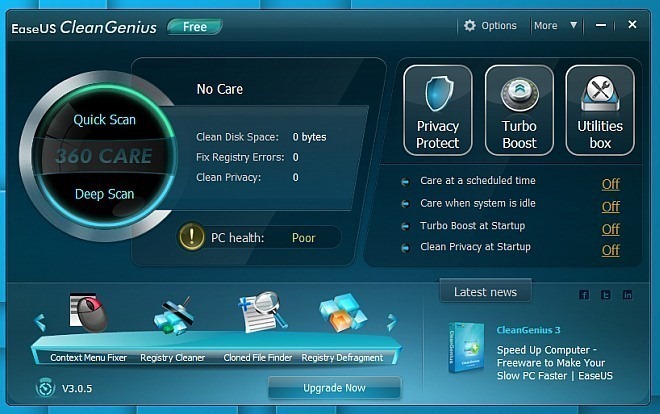 EaseUS CleanGenius Free
Options
More
Quick Scan
360 CARE
Deep Scan
No Care
Clean Disk Space: 0 bytes
Fix Registry Errors: 0
Clean Privacy: 0
PC health: Poor
Privacy
Protect
Turbo
Boost
Utilities
box
Care at a scheduled time Off
Care when system is idle Off
Turbo Boost at Startup Off
Clean Privacy at Startup Off
Context Menu Fixer
Registry Cleaner
Cloned File Finder
Registry Defragment
V3.0.5
Upgrade Now
Latest news
f t in
CleanGenius
CleanGenius 3
Speed Up Computer -
Freeware to Make Your
Slow PC Faster | EaseUS